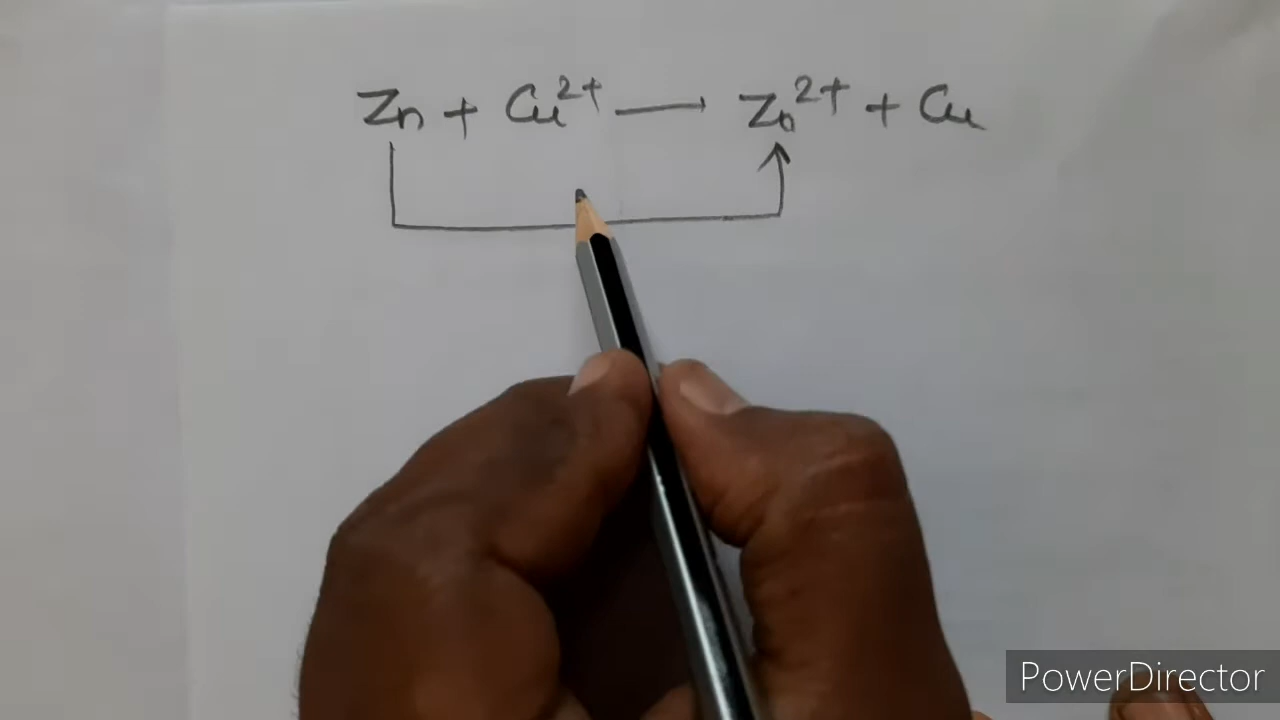 Zn + Cu²⁺ → Zn²⁺ + Cu
PowerDirector